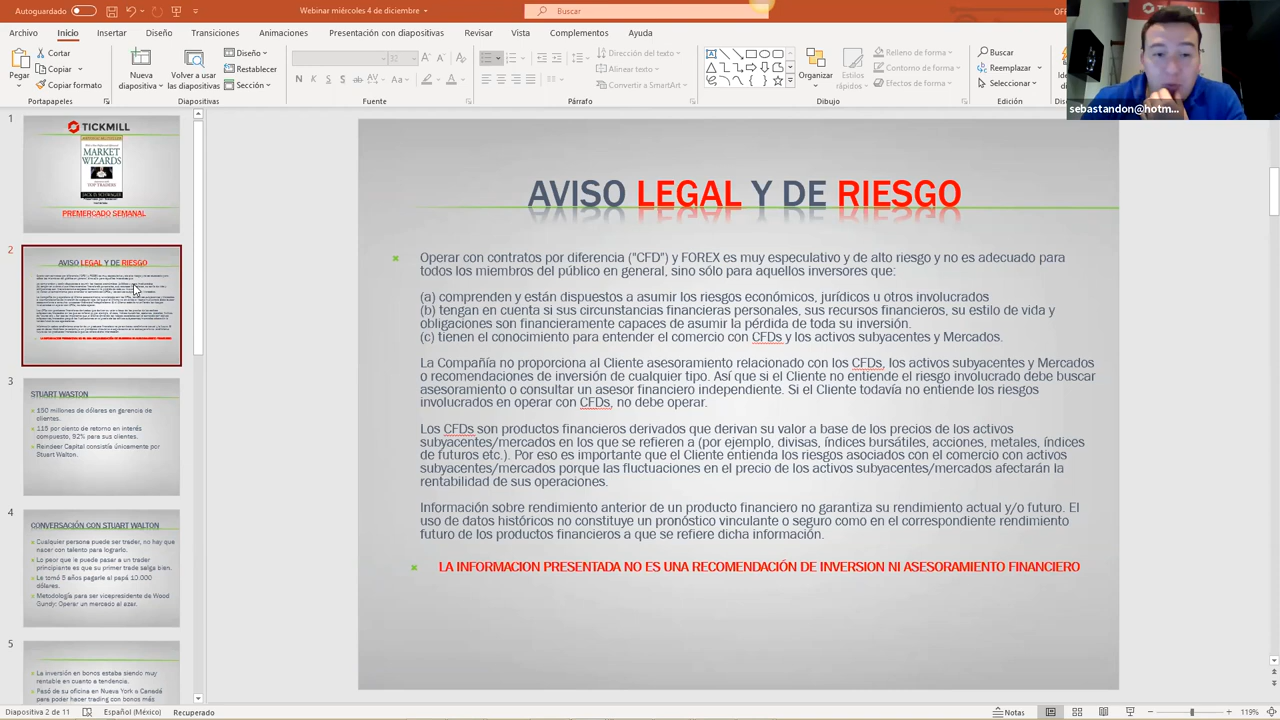 Autoguardado
Webinar miércoles 4 de diciembre
Buscar
Archivo Inicio Insertar Diseño Transiciones Animaciones Presentación con diapositivas Revisar Vista Complementos Ayuda
Pegar
Cortar
Copiar
Copiar formato
Portapapeles
Nueva diapositiva
Volver a usar las diapositivas
Diseño
Restablecer
Sección
Diapositivas
32
Fuente
Dirección del texto
Alinear texto
Convertir a SmartArt
Párrafo
Organizar
Estilos rápidos
Relleno de forma
Contorno de forma
Efectos de forma
Dibujo
Buscar
Reemplazar
Seleccionar
Edición
TICKMILL
sebastandon@hotm...
1
TICKMILL
MARKET
WIZARDS
PREMERCADO SEMANAL
2
AVISO LEGAL Y DE RIESGO
3
STUART WASTON
150 millones de dólares en gerencia de
clientes.
115 por ciento de retorno en interés
compuesto, 92% para sus clientes.
Reindeer Capital consistía únicamente por
Stuart Walton.
4
CONVERSACIÓN CON STUART WALTON
Cualquier persona puede ser trader, no hay que
nacer con talento para lograrlo.
Lo peor que le puede pasar a un trader
principiante es que su primer trade salga bien.
Le tomó 8 años pagarle al papá 10.000
dólares.
Metodología para ser vicepresidente de Wood
Gundy: Operar un mercado al azar.
5
La inversión en bonos estaba siendo muy
rentable en cuanto a tendencia.
Pasó de su oficina en Nueva York a Canadá
para poder hacer trading con bonos más
AVISO LEGAL Y DE RIESGO
Operar con contratos por diferencia ("CFD") y FOREX es muy especulativo y de alto riesgo y no es adecuado para
todos los miembros del público en general, sino sólo para aquellos inversores que:
(a) comprendan y están dispuestos a asumir los riesgos económicos, jurídicos u otros involucrados
(b) tengan en cuenta si sus circunstancias financieras personales, sus recursos financieros, su estilo de vida y
obligaciones son financieramente capaces de asumir la pérdida de toda su inversión.
(c) tienen el conocimiento para entender el comercio con CFDs y los activos subyacentes y Mercados.
La Compañía no proporciona al Cliente asesoramiento relacionado con los CFDs, los activos subyacentes y Mercados
o recomendaciones de inversión de cualquier tipo. Así que si el Cliente no entiende el riesgo involucrado debe buscar
asesoramiento o consultar un asesor financiero independiente. Si el Cliente todavía no entiende los riesgos
involucrados en operar con CFDs, no debe operar.
Los CFDs son productos financieros derivados que derivan su valor a base de los precios de los activos
subyacentes/mercados en los que se refieren a (por ejemplo, divisas, índices bursátiles, acciones, metales, índices
de futuros etc.). Por eso es importante que el Cliente entienda los riesgos asociados con el comercio con activos
subyacentes/mercados porque las fluctuaciones en el precio de los activos subyacentes/mercados afectarán la
rentabilidad de sus operaciones.
Información sobre rendimiento anterior de un producto financiero no garantiza su rendimiento actual y/o futuro. El
uso de datos históricos no constituye un pronóstico vinculante o seguro como en el correspondiente rendimiento
futuro de los productos financieros a que se refiere dicha información.
LA INFORMACION PRESENTADA NO ES UNA RECOMENDACIÓN DE INVERSION NI ASESORAMIENTO FINANCIERO
Diapositiva 2 de 11 Español (México) Recuperado Notas 119%